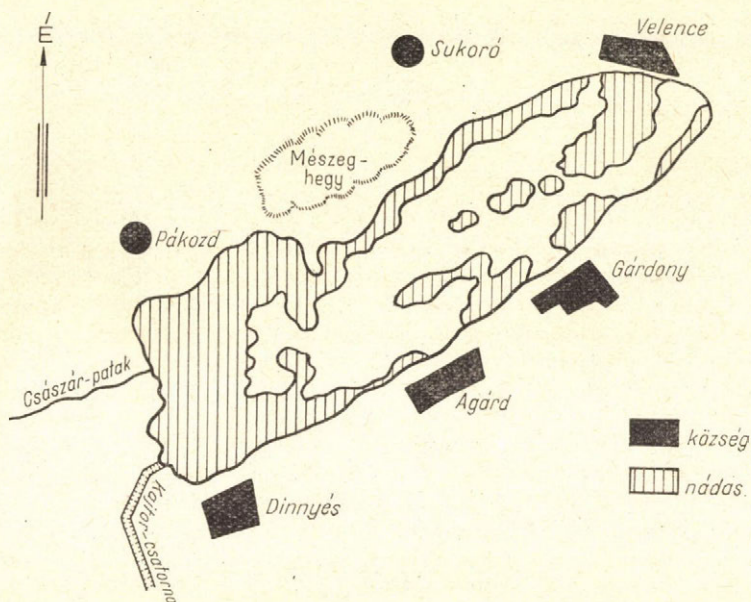 É
Velence
Sukoró
Mészeg-
hegy
Pákozd
Gárdony
Császár-patak
Agárd
község
nádas
Dinnyés
Kajtor-csatorna